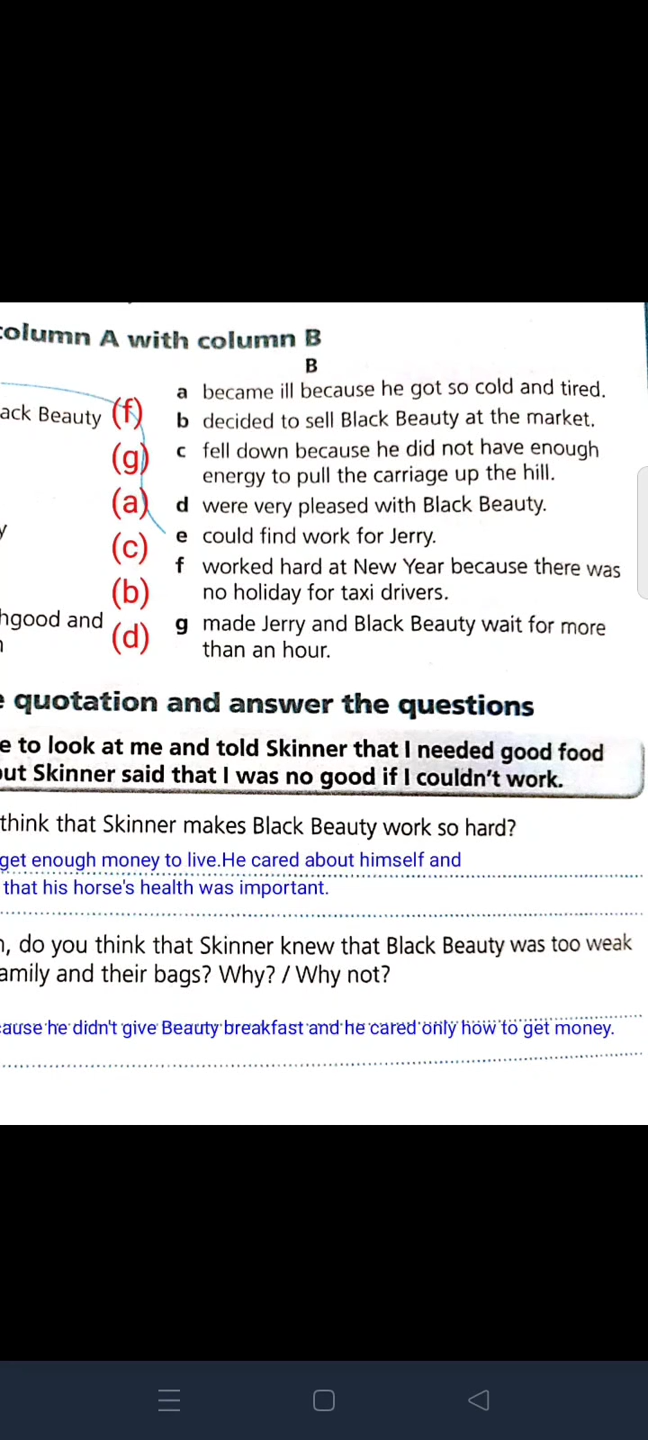 column A with column B
B
a became ill because he got so cold and tired.
ack Beauty (f) b decided to sell Black Beauty at the market.
(g) c fell down because he did not have enough
energy to pull the carriage up the hill.
(a) d were very pleased with Black Beauty.
y
(c) e could find work for Jerry.
f worked hard at New Year because there was
(b) no holiday for taxi drivers.
hgood and (d) g made Jerry and Black Beauty wait for more
than an hour.
e quotation and answer the questions
e to look at me and told Skinner that I needed good food
out Skinner said that I was no good if I couldn't work.
think that Skinner makes Black Beauty work so hard?
get enough money to live.He cared about himself and
that his horse's health was important.
n, do you think that Skinner knew that Black Beauty was too weak
amily and their bags? Why? / Why not?
cause he didn't give Beauty breakfast and he cared only how to get money.